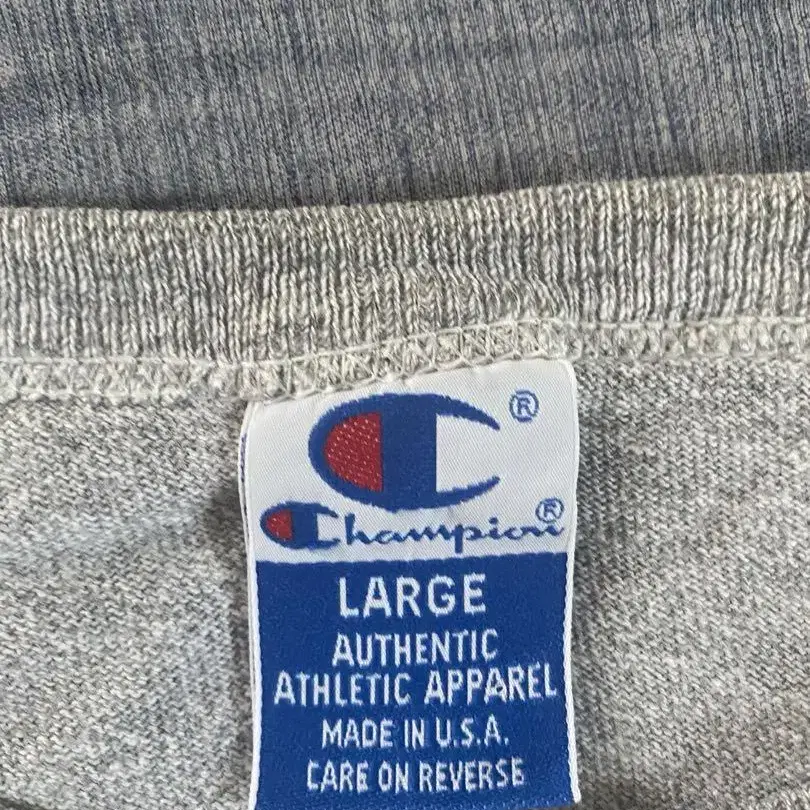 ®
Champion®
LARGE
AUTHENTIC
ATHLETIC APPAREL
MADE IN U.S.A.
CARE ON REVERSE